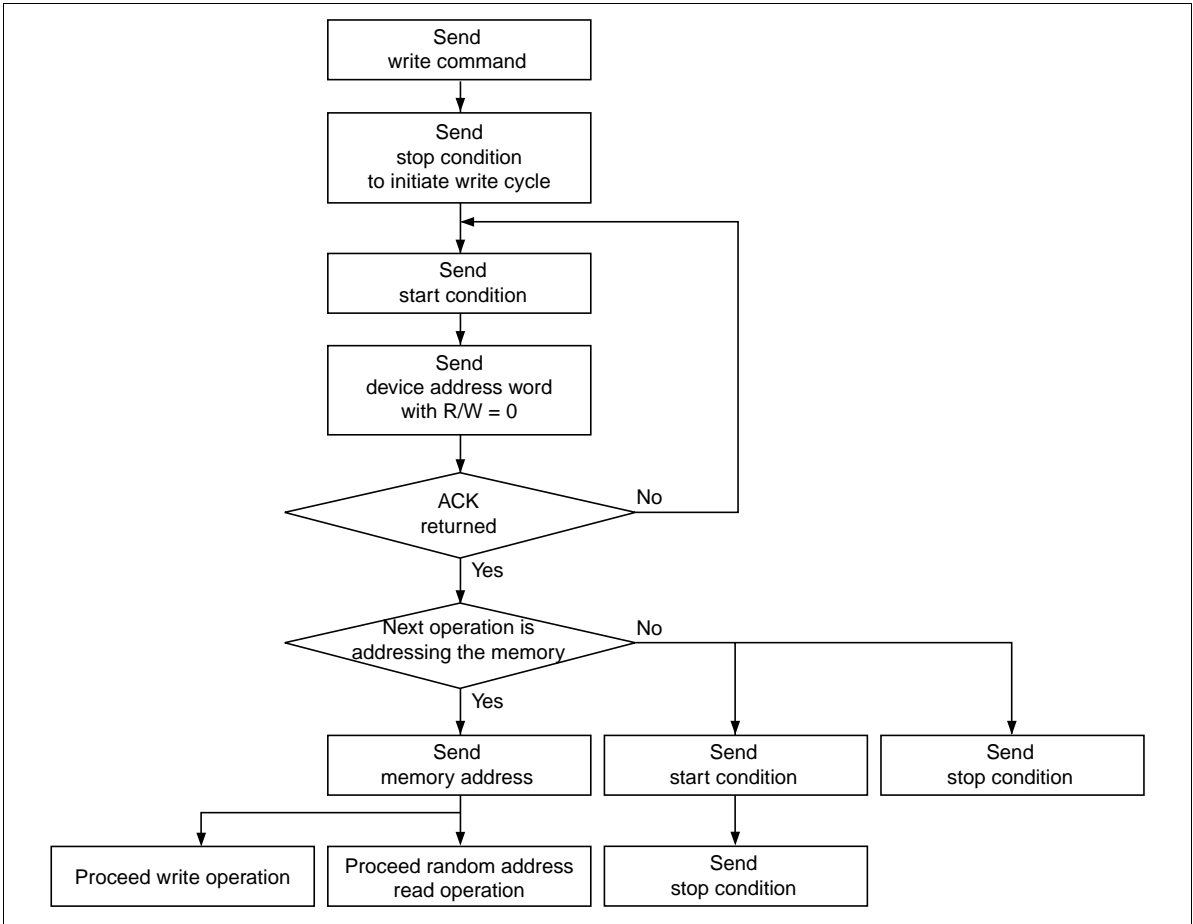 Send
write command
Send
stop condition
to initiate write cycle
Send
start condition
Send
device address word
with R/W = 0
ACK
returned
No
Yes
Next operation is
addressing the memory
No
Yes
Send
memory address
Send
start condition
Send
stop condition
Proceed write operation
Proceed random address
read operation
Send
stop condition